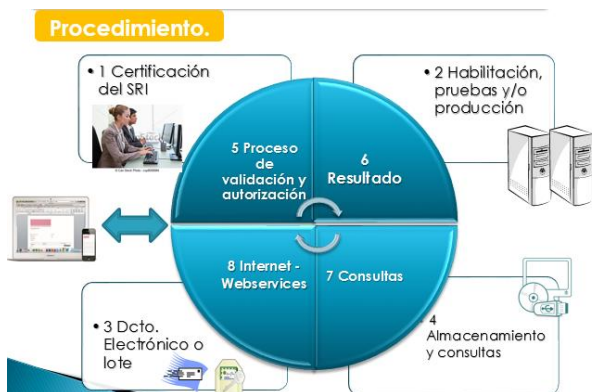 Procedimiento.
• 1 Certificación
del SRI
• 2 Habilitación,
pruebas y/o
producción
5 Proceso
de
validación y
autorización
6
Resultado
8 Internet -
Webservices
7 Consultas
• 3 Dcto.
Electrónico o
lote
4
Almacenamiento
y consultas